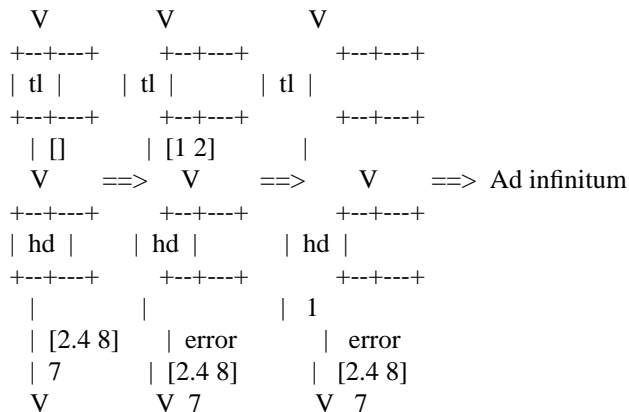 V V V
+--+---+ +--+---+ +--+---+
| tl | | tl | | tl |
+--+---+ +--+---+ +--+---+
| [] | [1 2] |
V ==> V ==> V ==> Ad infinitum
+--+---+ +--+---+ +--+---+
| hd | | hd | | hd |
+--+---+ +--+---+ +--+---+
| | | 1
| [2.4 8] | error | error
| 7 | [2.4 8] | [2.4 8]
V V 7 V 7